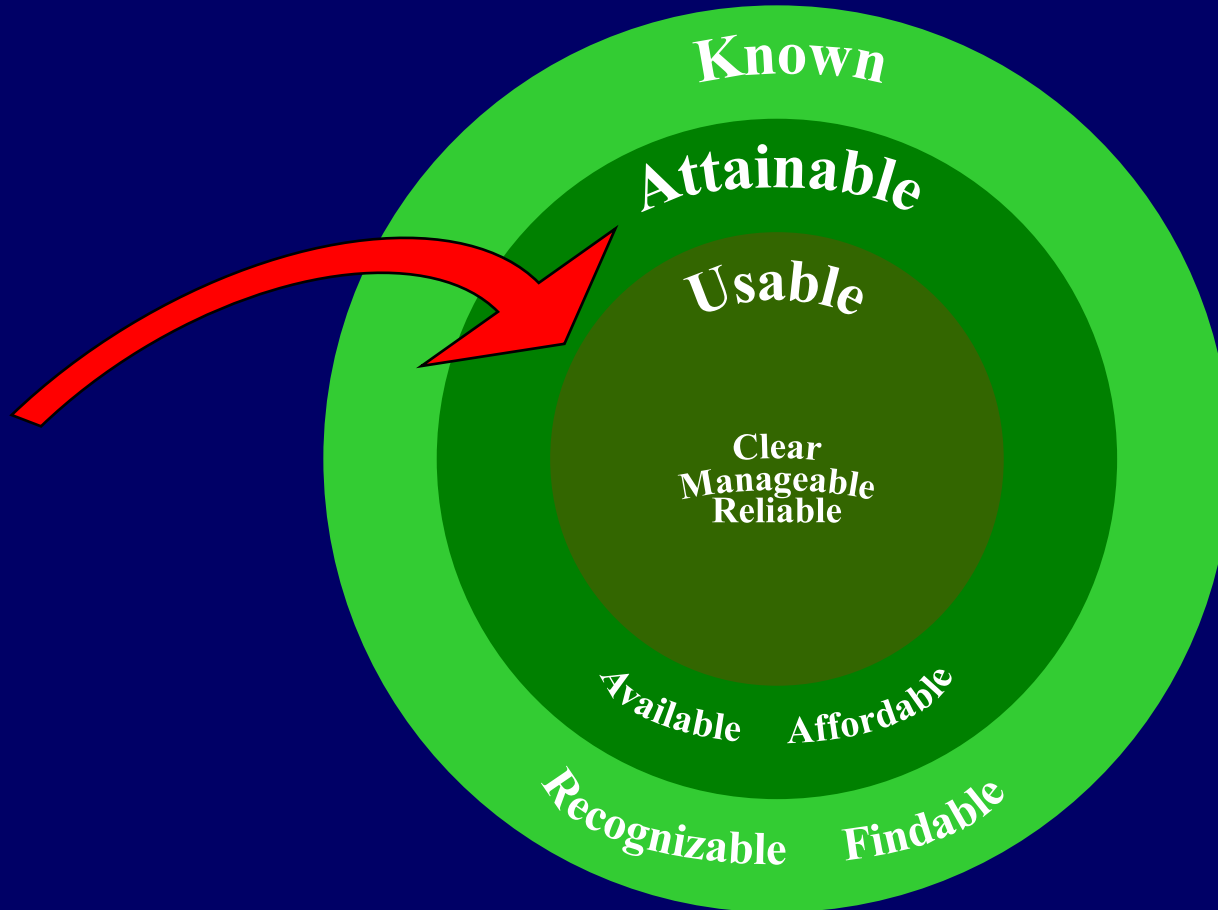 Known
Attainable
Usable
Clear
Manageable
Reliable
Available Affordable
Recognizable Findable